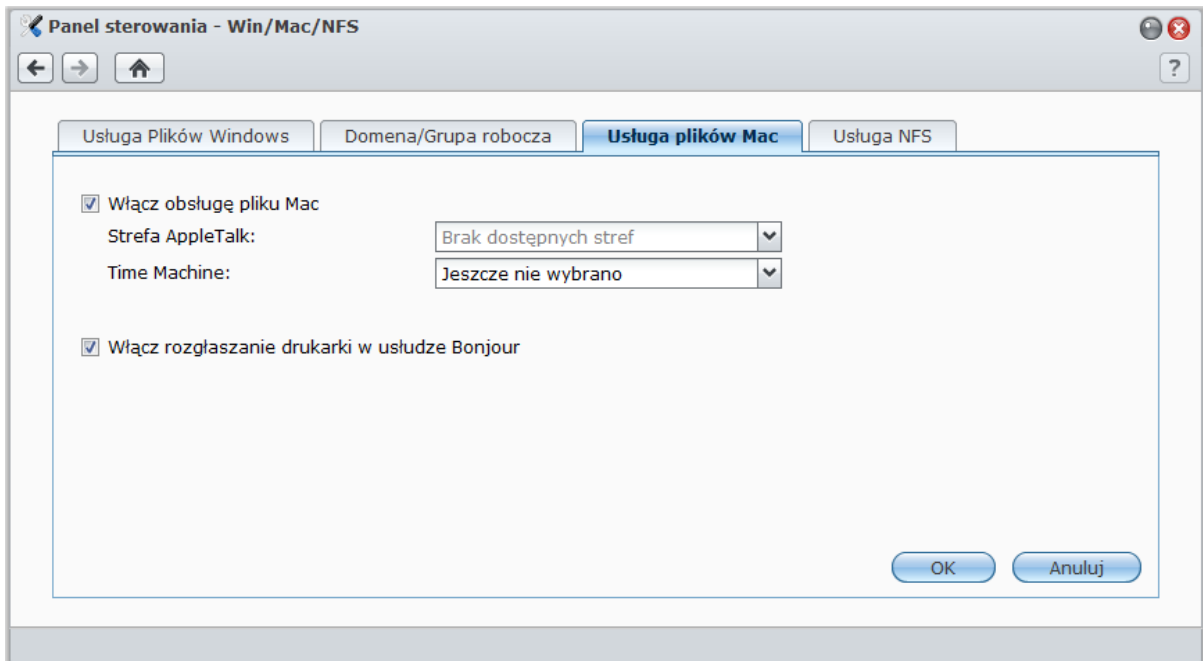 Panel sterowania - Win/Mac/NFS
?
Usługa Plików Windows Domena/Grupa robocza Usługa plików Mac Usługa NFS
Włącz obsługę pliku Mac
Strefa AppleTalk: Brak dostępnych stref
Time Machine: Jeszcze nie wybrano
Włącz rozgłaszanie drukarki w usłudze Bonjour
OK Anuluj